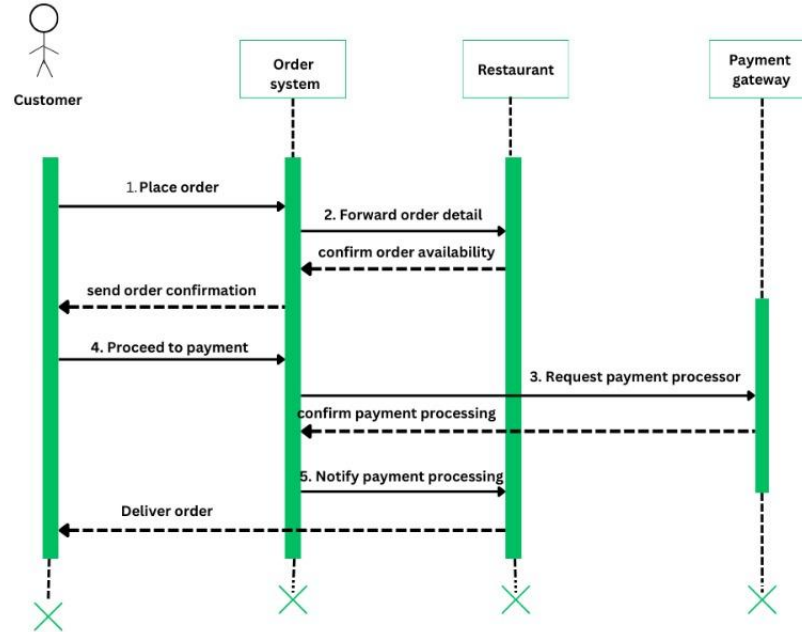 Customer
Order
system
Restaurant
Payment
gateway
1. Place order
2. Forward order detail
confirm order availability
send order confirmation
4. Proceed to payment
3. Request payment processor
confirm payment processing
5. Notify payment processing
Deliver order